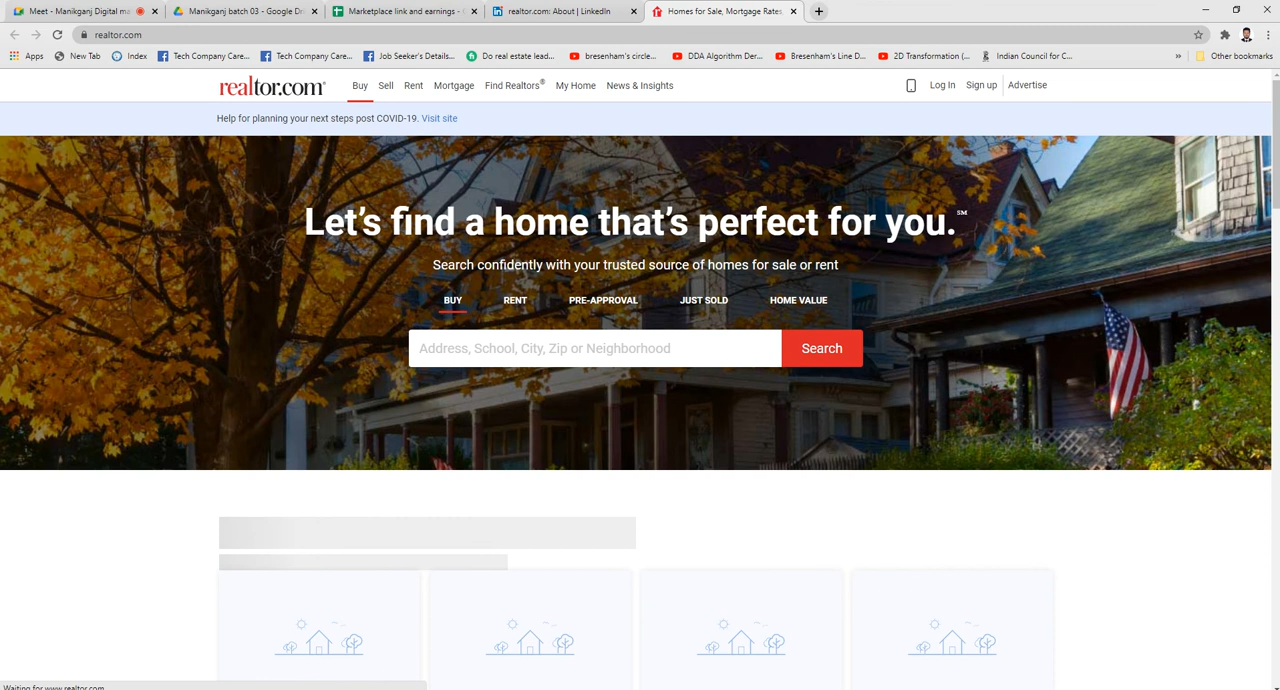 Meet - Manikganj Digital ma
Manikganj batch 03 - Google Dri
Marketplace link and earnings -
realtor.com: About | LinkedIn
Homes for Sale, Mortgage Rates
realtor.com
Apps
New Tab
Index
Tech Company Care...
Tech Company Care...
Job Seeker's Details...
Do real estate lead...
bresenham's circle...
DDA Algorithm Der...
Bresenham's Line D...
2D Transformation (...
Indian Council for C...
»
Other bookmarks
realtor.com®
Buy
Sell
Rent
Mortgage
Find Realtors®
My Home
News & Insights
Log In
Sign up
Advertise
Help for planning your next steps post COVID-19. Visit site
Let's find a home that's perfect for you.℠
Search confidently with your trusted source of homes for sale or rent
BUY
RENT
PRE-APPROVAL
JUST SOLD
HOME VALUE
Address, School, City, Zip or Neighborhood
Search
Waiting for www.realtor.com